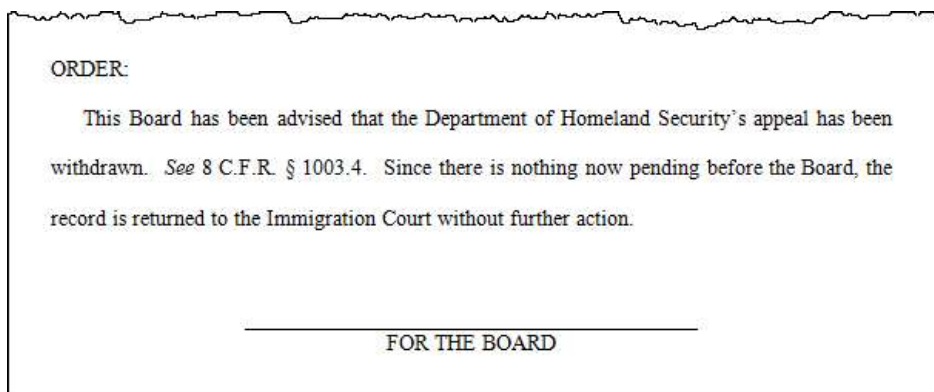 ORDER:
This Board has been advised that the Department of Homeland Security`s appeal has been
withdrawn. See 8 C.F.R. § 1003.4. Since there is nothing now pending before the Board, the
record is returned to the Immigration Court without further action.
FOR THE BOARD